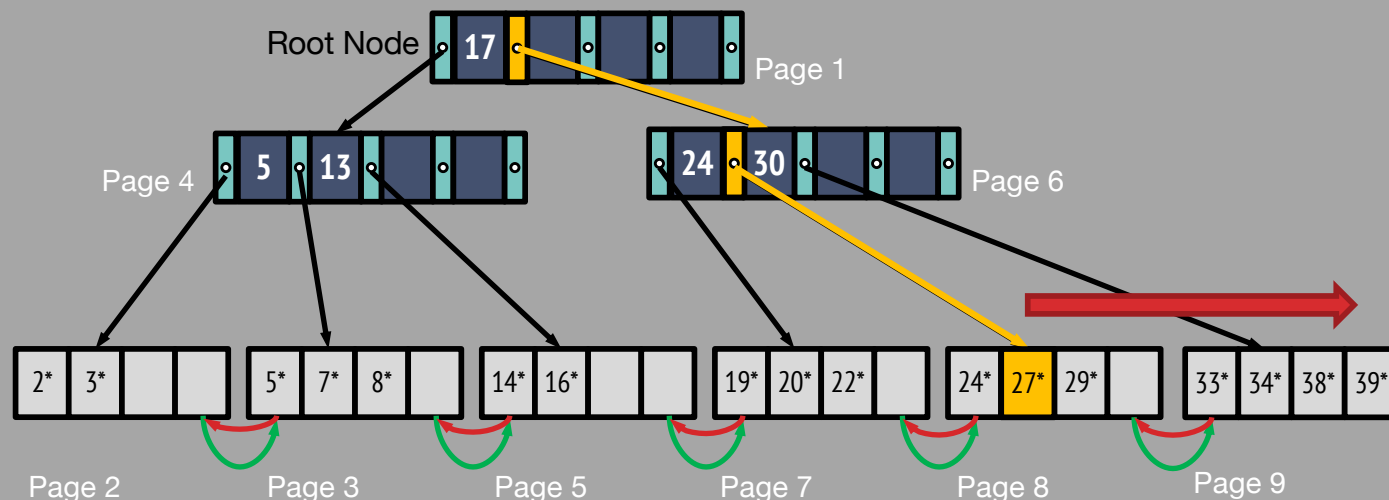 Root Node
17
Page 1
Page 4
5 13
24 30
Page 6
2* 3*
5* 7* 8*
14* 16*
19* 20* 22*
24* 27* 29*
33* 34* 38* 39*
Page 2
Page 3
Page 5
Page 7
Page 8
Page 9